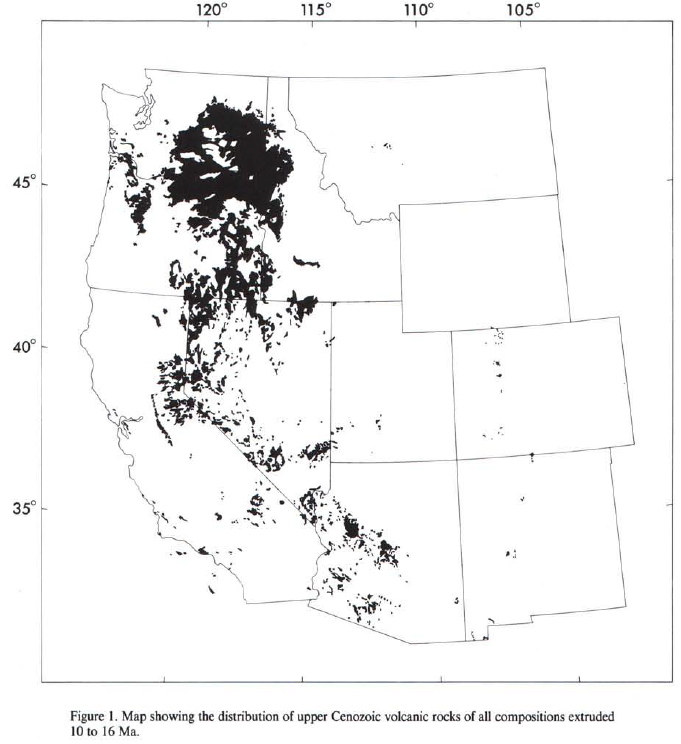 120° 115° 110° 105°
45°
40°
35°
Figure 1. Map showing the distribution of upper Cenozoic volcanic rocks of all compositions extruded
10 to 16 Ma.